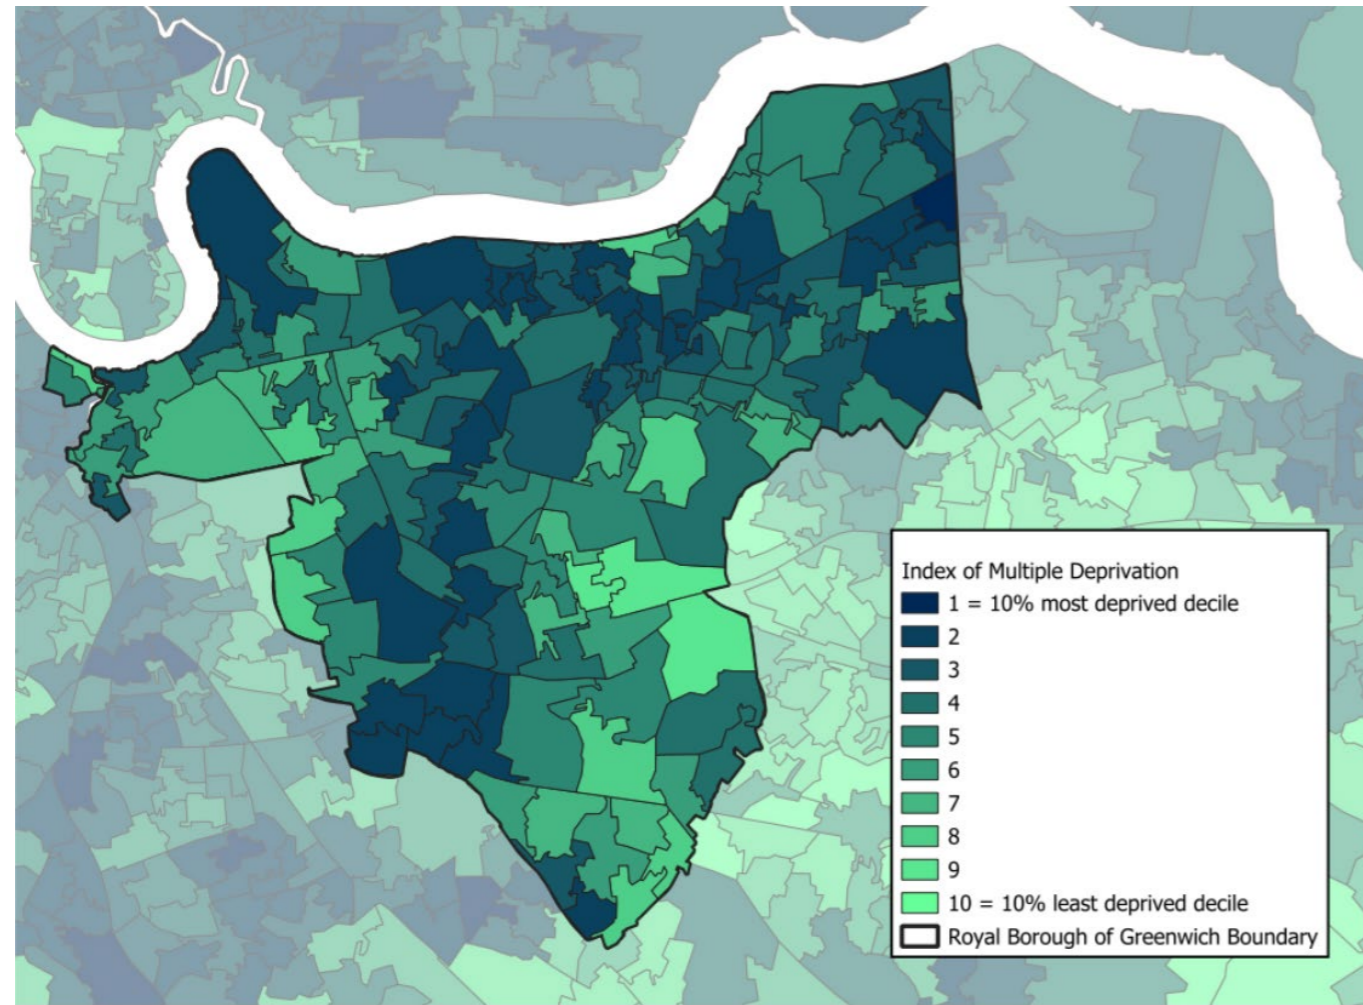 Index of Multiple Deprivation
1 = 10% most deprived decile
2
3
4
5
6
7
8
9
10 = 10% least deprived decile
Royal Borough of Greenwich Boundary